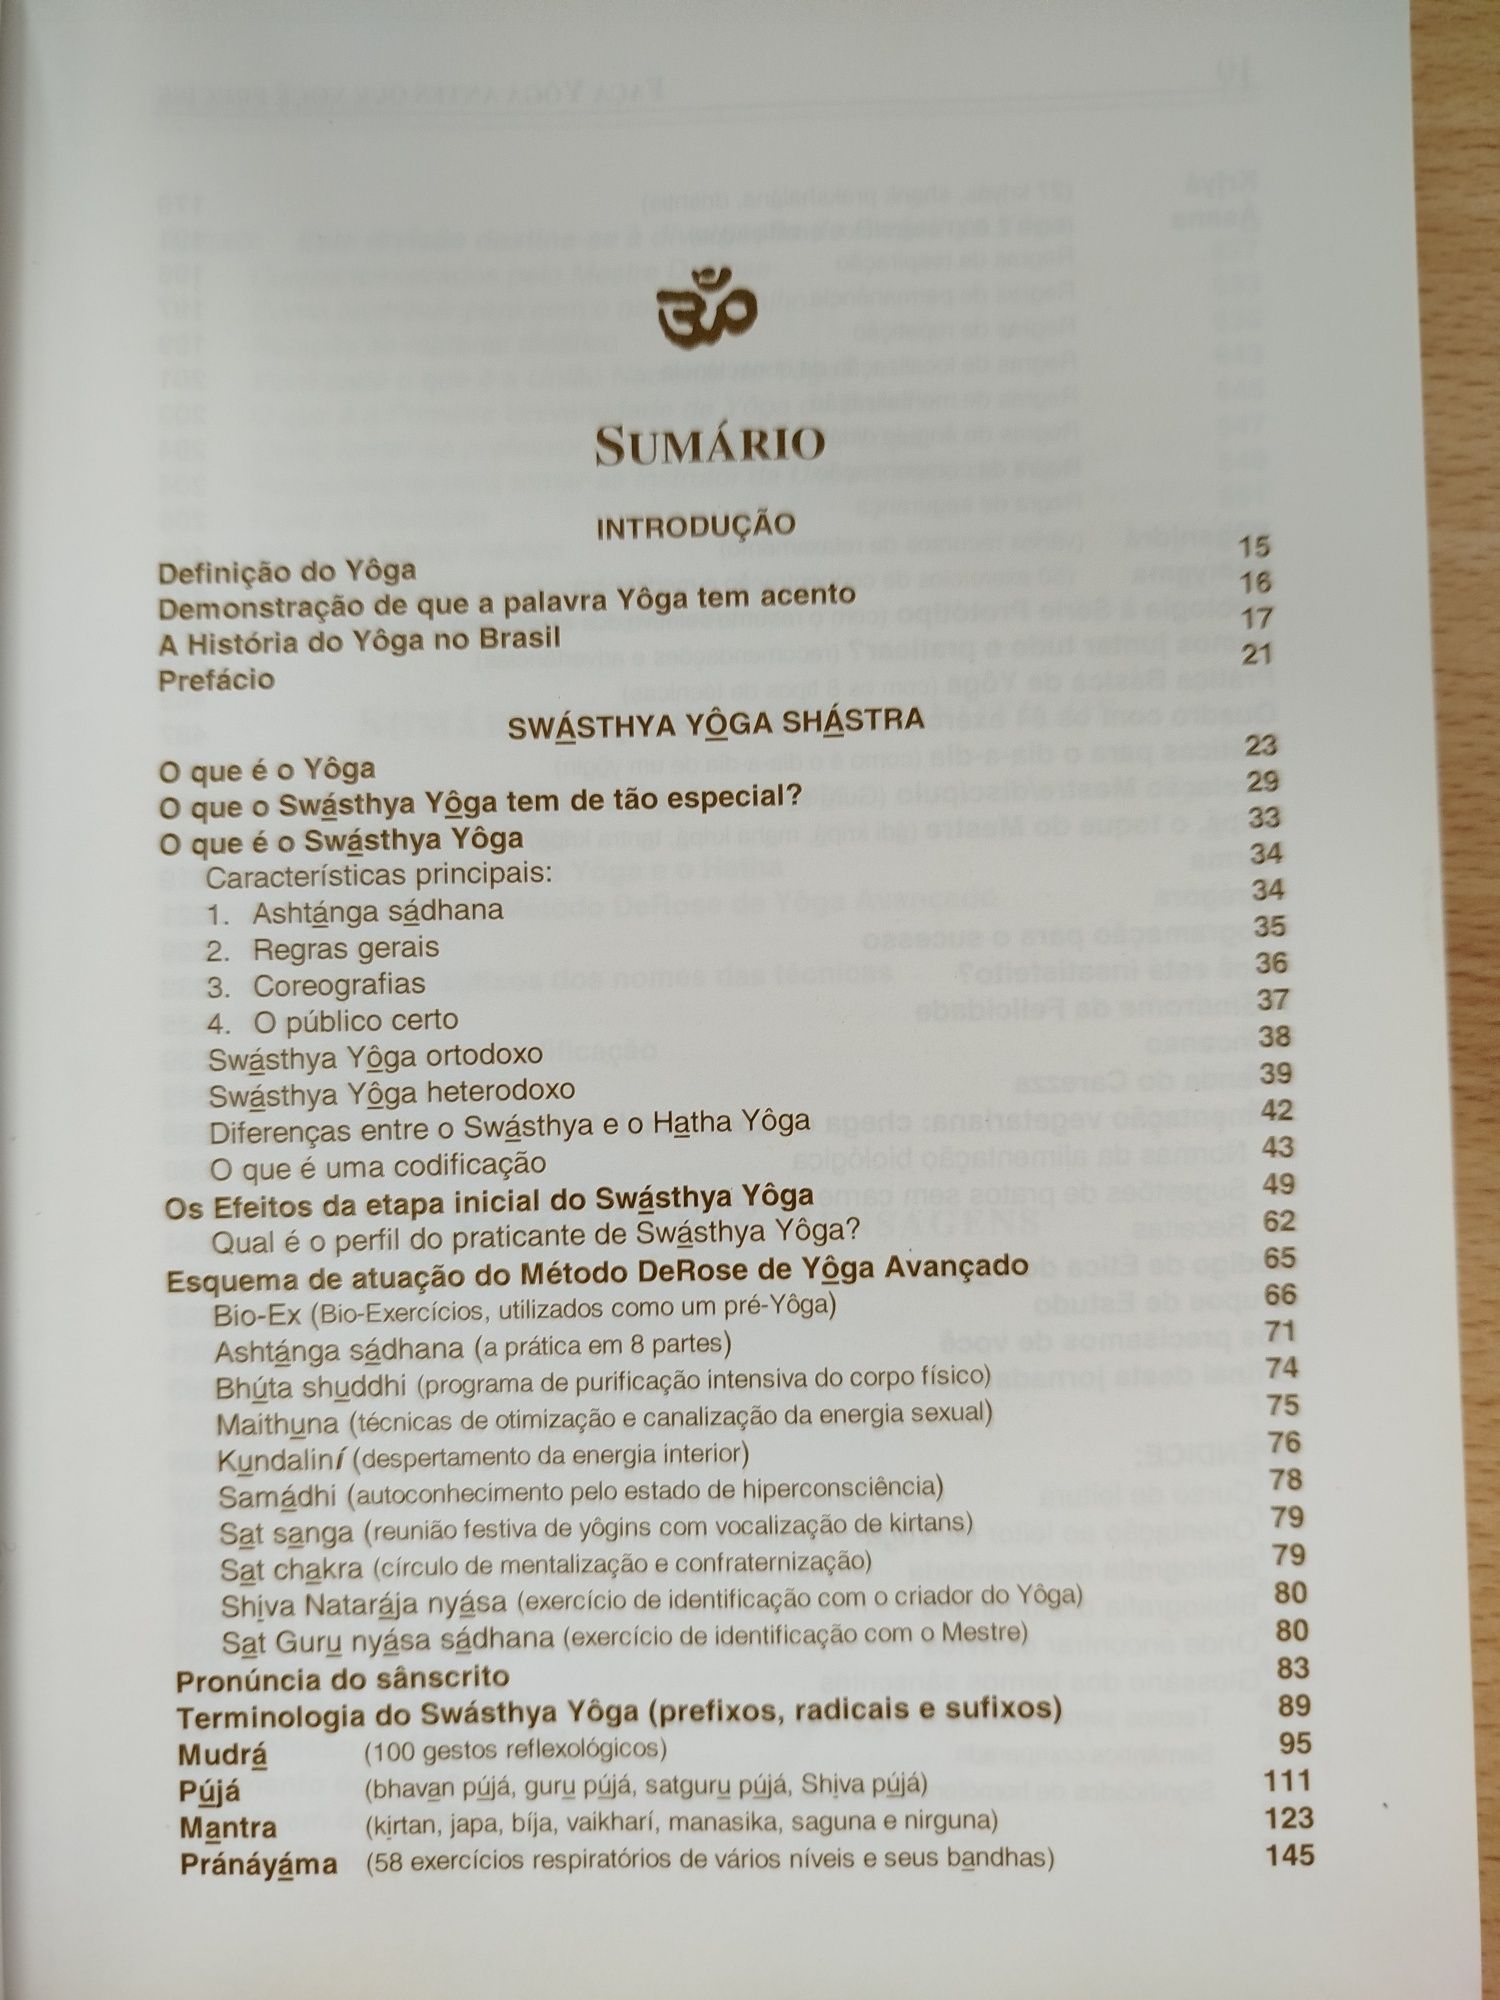 ॐ
SUMÁRIO
INTRODUÇÃO
Definição do Yôga 15
Demonstração de que a palavra Yôga tem acento 16
A História do Yôga no Brasil 17
Prefácio 21
SWÁSTHYA YÔGA SHÁSTRA
O que é o Yôga 23
O que o Swásthya Yôga tem de tão especial? 29
O que é o Swásthya Yôga 33
Características principais: 34
1. Ashtánga sádhana 34
2. Regras gerais 35
3. Coreografias 36
4. O público certo 37
Swásthya Yôga ortodoxo 38
Swásthya Yôga heterodoxo 39
Diferenças entre o Swásthya e o Hatha Yôga 42
O que é uma codificação 43
Os Efeitos da etapa inicial do Swásthya Yôga 49
Qual é o perfil do praticante de Swásthya Yôga? 62
Esquema de atuação do Método DeRose de Yôga Avançado 65
Bio-Ex (Bio-Exercícios, utilizados como um pré-Yôga) 66
Ashtánga sádhana (a prática em 8 partes) 71
Bhúta shuddhi (programa de purificação intensiva do corpo físico) 74
Maithuna (técnicas de otimização e canalização da energia sexual) 75
Kundaliní (despertamento da energia interior) 76
Samádhi (autoconhecimento pelo estado de hiperconsciência) 78
Sat sanga (reunião festiva de yôgins com vocalização de kirtans) 79
Sat chakra (círculo de mentalização e confraternização) 79
Shiva Natarája nyása (exercício de identificação com o criador do Yôga) 80
Sat Guru nyása sádhana (exercício de identificação com o Mestre) 80
Pronúncia do sânscrito 83
Terminologia do Swásthya Yôga (prefixos, radicais e sufixos) 89
Mudrá (100 gestos reflexológicos) 95
Pújá (bhavan pújá, guru pújá, satguru pújá, Shiva pújá) 111
Mantra (kirtan, japa, bíja, vaikharí, manasika, saguna e nirguna) 123
Pránáyáma (58 exercícios respiratórios de vários níveis e seus bandhas) 145